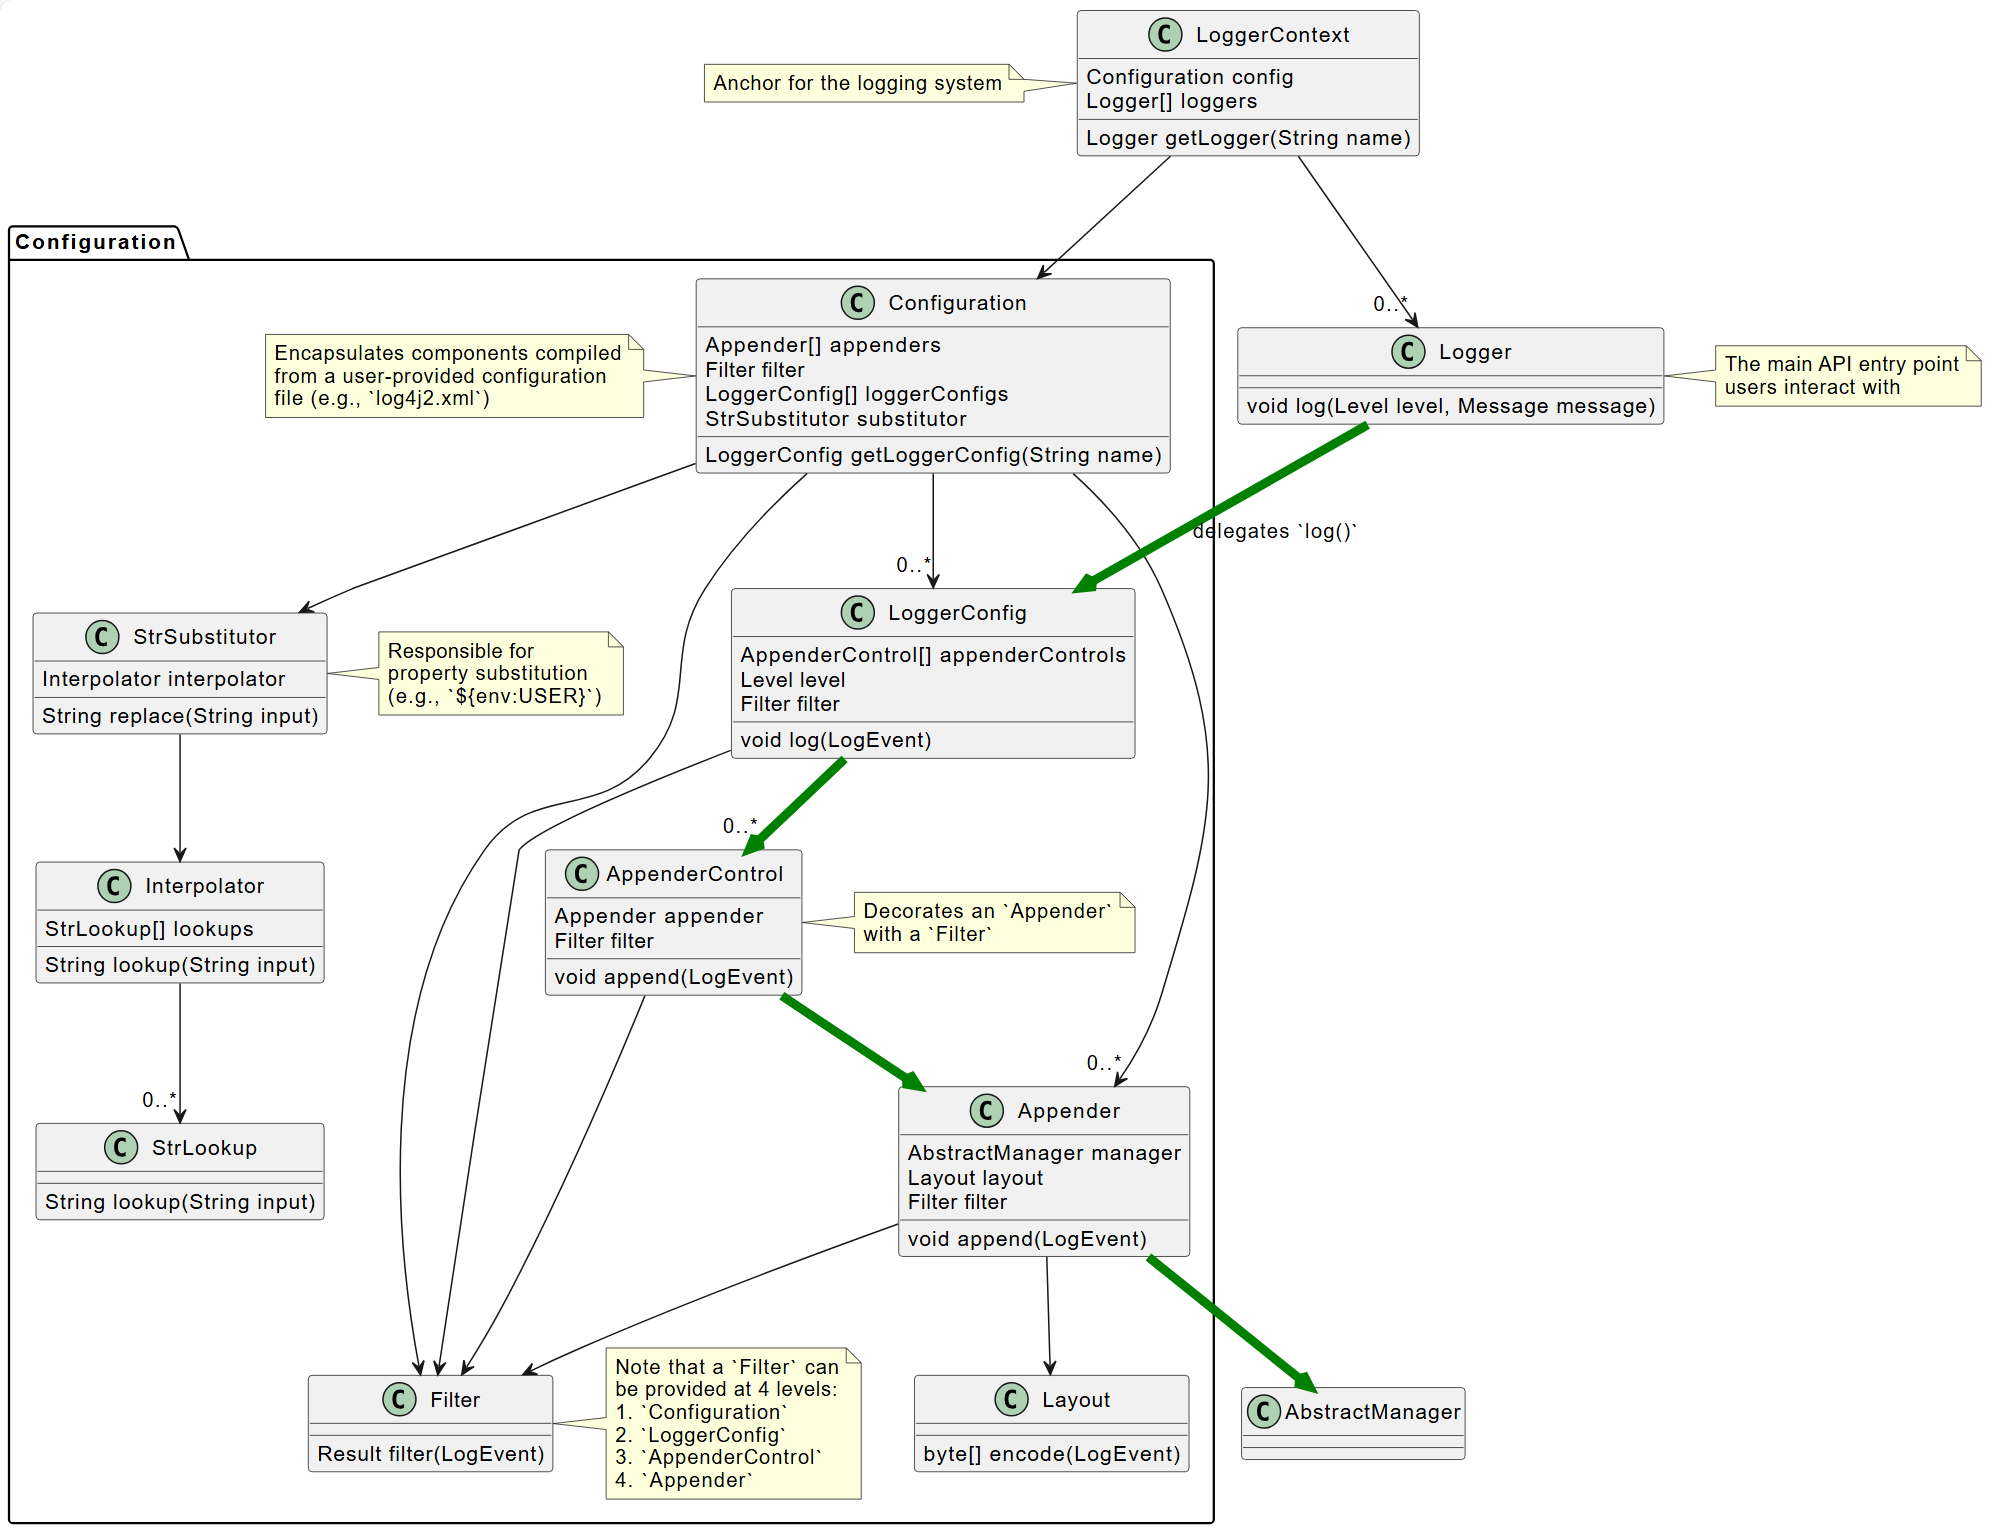 C LoggerContext
Configuration config
Logger[] loggers
Logger getLogger(String name)
Anchor for the logging system
Configuration
C Configuration
Appender[] appenders
Filter filter
LoggerConfig[] loggerConfigs
StrSubstitutor substitutor
LoggerConfig getLoggerConfig(String name)
Encapsulates components compiled
from a user-provided configuration
file (e.g., `log4j2.xml`)
0..*
C Logger
void log(Level level, Message message)
The main API entry point
users interact with
delegates `log()`
0..*
C LoggerConfig
AppenderControl[] appenderControls
Level level
Filter filter
void log(LogEvent)
C StrSubstitutor
Interpolator interpolator
String replace(String input)
Responsible for
property substitution
(e.g., `${env:USER}`)
0..*
C AppenderControl
Appender appender
Filter filter
void append(LogEvent)
Decorates an `Appender`
with a `Filter`
C Interpolator
StrLookup[] lookups
String lookup(String input)
0..*
C StrLookup
String lookup(String input)
0..*
C Appender
AbstractManager manager
Layout layout
Filter filter
void append(LogEvent)
C Filter
Result filter(LogEvent)
Note that a `Filter` can
be provided at 4 levels:
1. `Configuration`
2. `LoggerConfig`
3. `AppenderControl`
4. `Appender`
C Layout
byte[] encode(LogEvent)
C AbstractManager